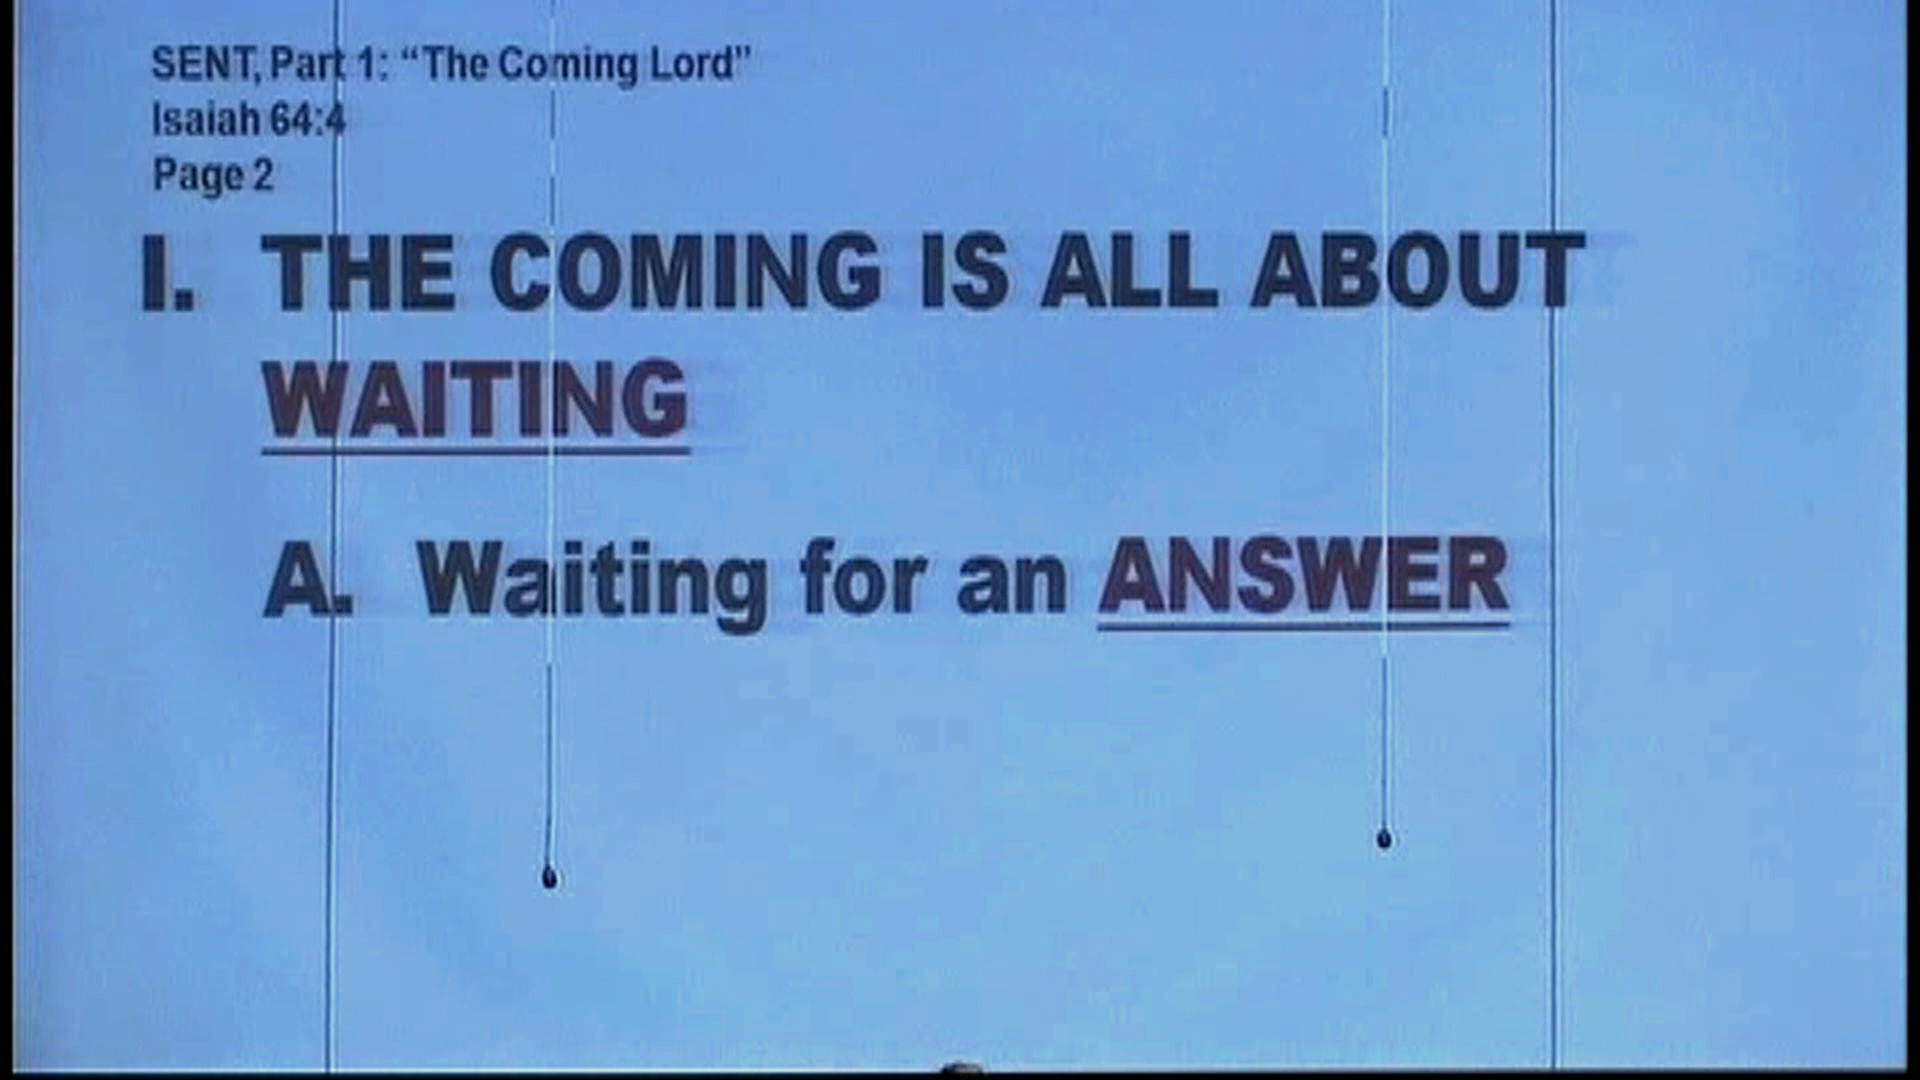 SENT, Part 1: “The Coming Lord”
Isaiah 64:4
Page 2
I. THE COMING IS ALL ABOUT
WAITING
A. Waiting for an ANSWER